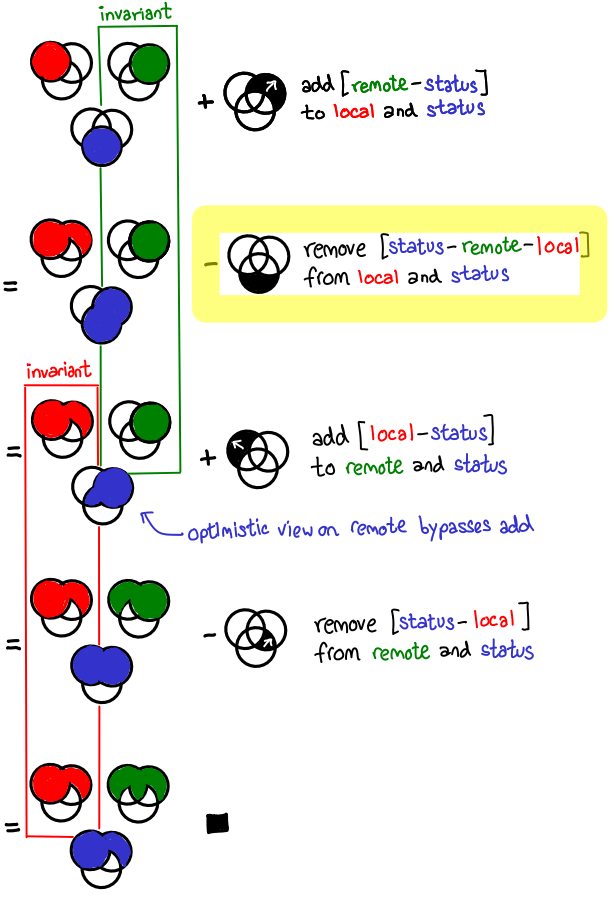 invariant
+ add [remote-status]
to local and status
= - remove [status-remote-local]
from local and status
invariant
= + add [local-status]
to remote and status
optimistic view on remote bypasses add
= - remove [status-local]
from remote and status
=